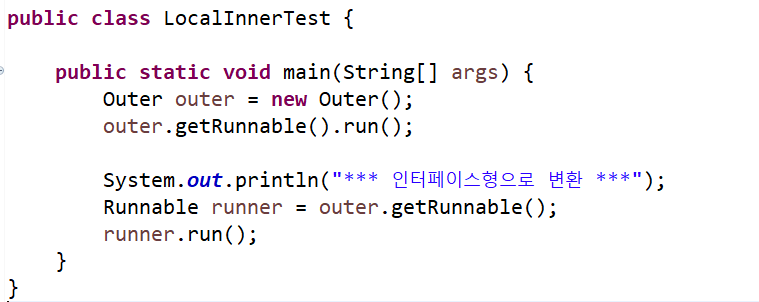 public class LocalInnerTest {
public static void main(String[] args) {
Outer outer = new Outer();
outer.getRunnable().run();
System.out.println("*** 인터페이스형으로 변환 ***");
Runnable runner = outer.getRunnable();
runner.run();
}
}